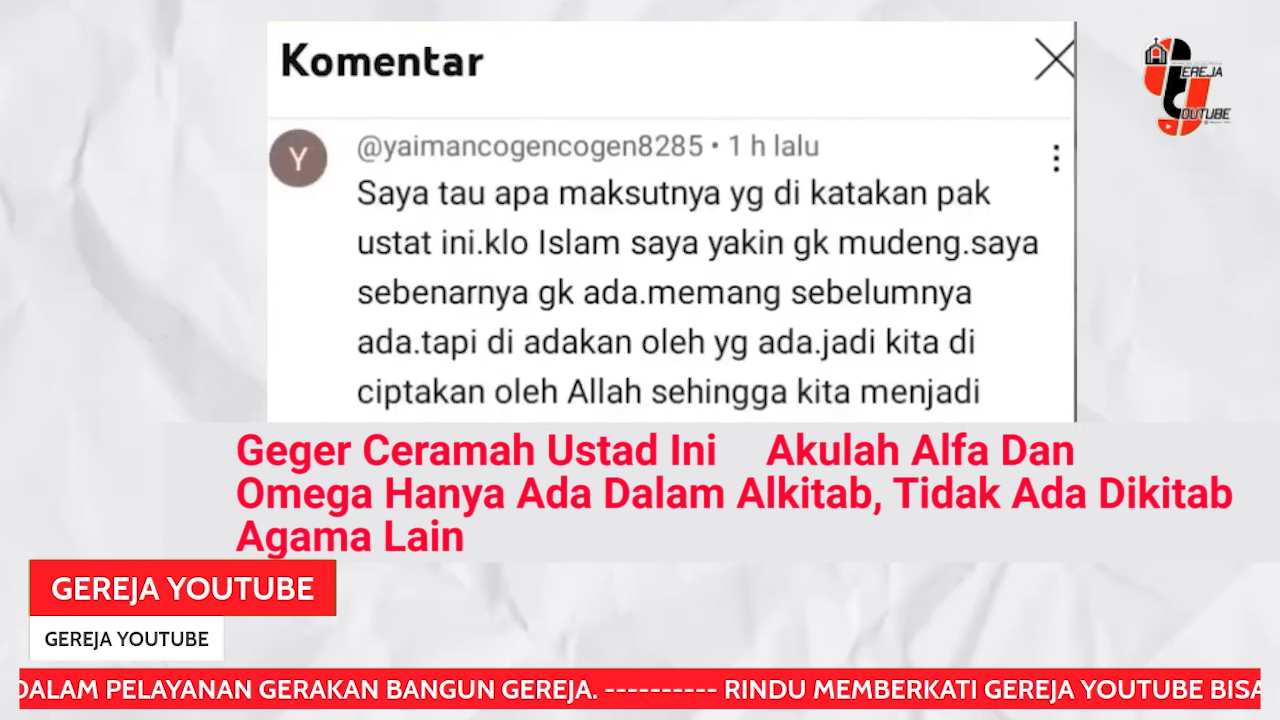 Komentar
EREJA
OUTUBE
Y
@yaimancogencogen8285 • 1 h lalu
Saya tau apa maksutnya yg di katakan pak
ustat ini.klo Islam saya yakin gk mudeng.saya
sebenarnya gk ada.memang sebelumnya
ada.tapi di adakan oleh yg ada.jadi kita di
ciptakan oleh Allah sehingga kita menjadi
Geger Ceramah Ustad Ini Akulah Alfa Dan
Omega Hanya Ada Dalam Alkitab, Tidak Ada Dikitab
Agama Lain
GEREJA YOUTUBE
GEREJA YOUTUBE
DALAM PELAYANAN GERAKAN BANGUN GEREJA. ---------- RINDU MEMBERKATI GEREJA YOUTUBE BISA